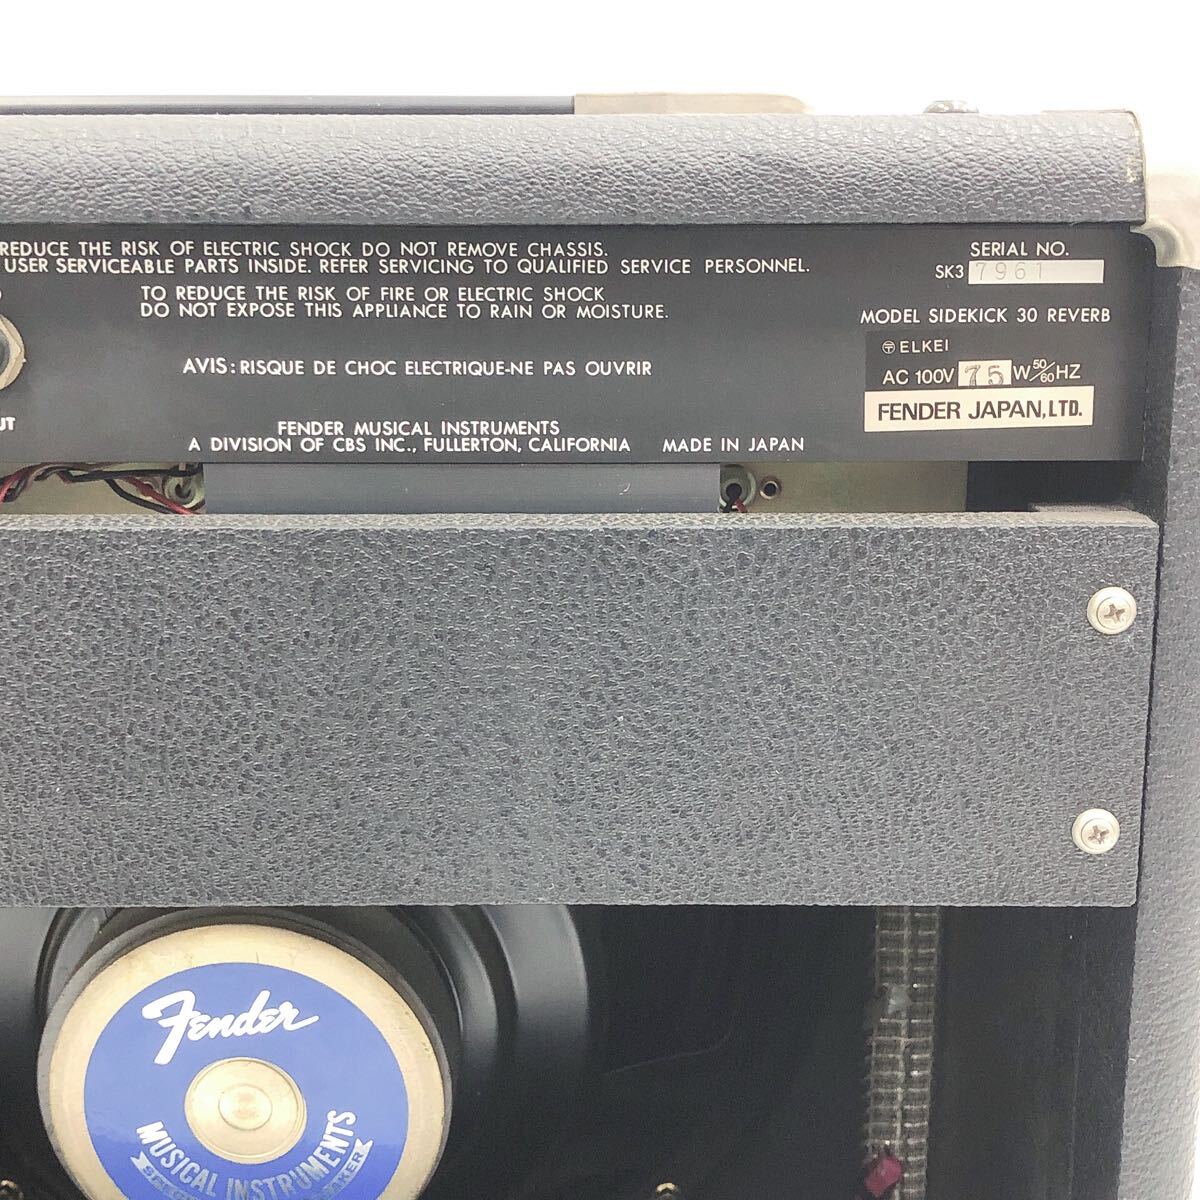 REDUCE THE RISK OF ELECTRIC SHOCK DO NOT REMOVE CHASSIS.
USER SERVICEABLE PARTS INSIDE. REFER SERVICING TO QUALIFIED SERVICE PERSONNEL.
TO REDUCE THE RISK OF FIRE OR ELECTRIC SHOCK
DO NOT EXPOSE THIS APPLIANCE TO RAIN OR MOISTURE.
AVIS: RISQUE DE CHOC ELECTRIQUE-NE PAS OUVRIR
FENDER MUSICAL INSTRUMENTS
A DIVISION OF CBS INC., FULLERTON, CALIFORNIA MADE IN JAPAN
SERIAL NO.
SK3 7961
MODEL SIDEKICK 30 REVERB
〒 ELKEI
AC 100V 75 W 50/60 HZ
FENDER JAPAN, LTD.
Fender
MUSICAL INSTRUMENTS